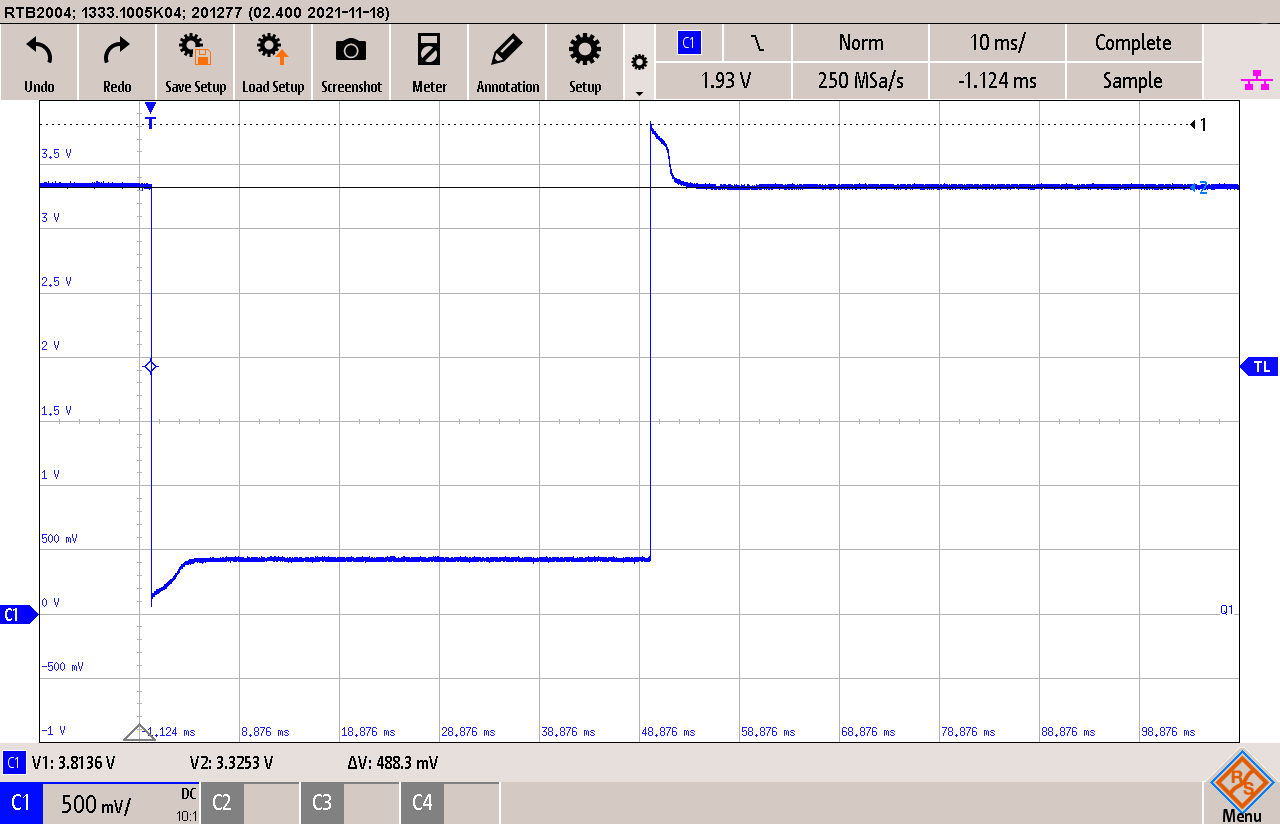 RTB2004; 1333.1005K04; 201277 (02.400 2021-11-18)
Undo
Redo
Save Setup
Load Setup
Screenshot
Meter
Annotation
Setup
C1
Norm
10 ms/
Complete
1.93 V
250 MSa/s
-1.124 ms
Sample
T
1
3.5 V
2
3 V
2.5 V
2 V
TL
1.5 V
1 V
500 mV
0 V
C1
Q1
-500 mV
-1 V
-1.124 ms
8.876 ms
18.876 ms
28.876 ms
38.876 ms
48.876 ms
58.876 ms
68.876 ms
78.876 ms
88.876 ms
98.876 ms
C1 V1: 3.8136 V V2: 3.3253 V ΔV: 488.3 mV
C1
500 mV/
DC
10:1
C2
C3
C4
R&S
Menu